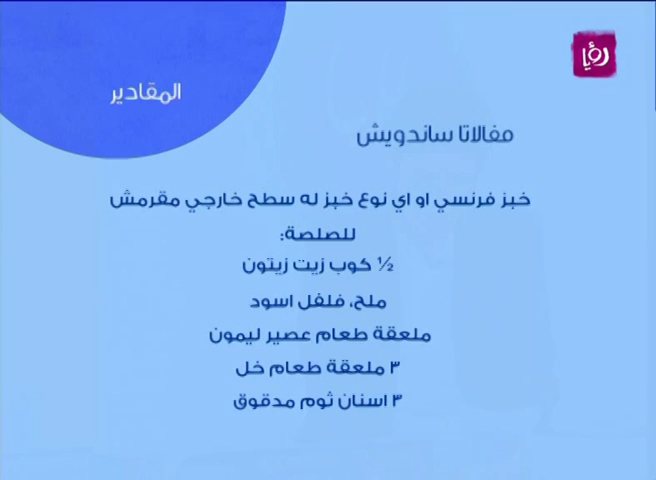 رؤيا
المقادير
مفالاتا ساندويش
خبز فرنسي او اي نوع خبز له سطح خارجي مقرمش
للصلصة:
½ كوب زيت زيتون
ملح، فلفل اسود
ملعقة طعام عصير ليمون
٣ ملعقة طعام خل
٣ اسنان ثوم مدقوق